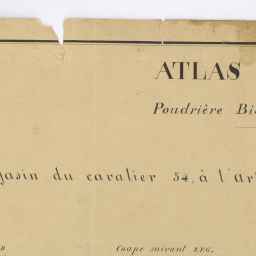 ATLAS
Poudrière Bi
gasin du cavalier 54, à l'ar
B
Coupe suivant EFG.